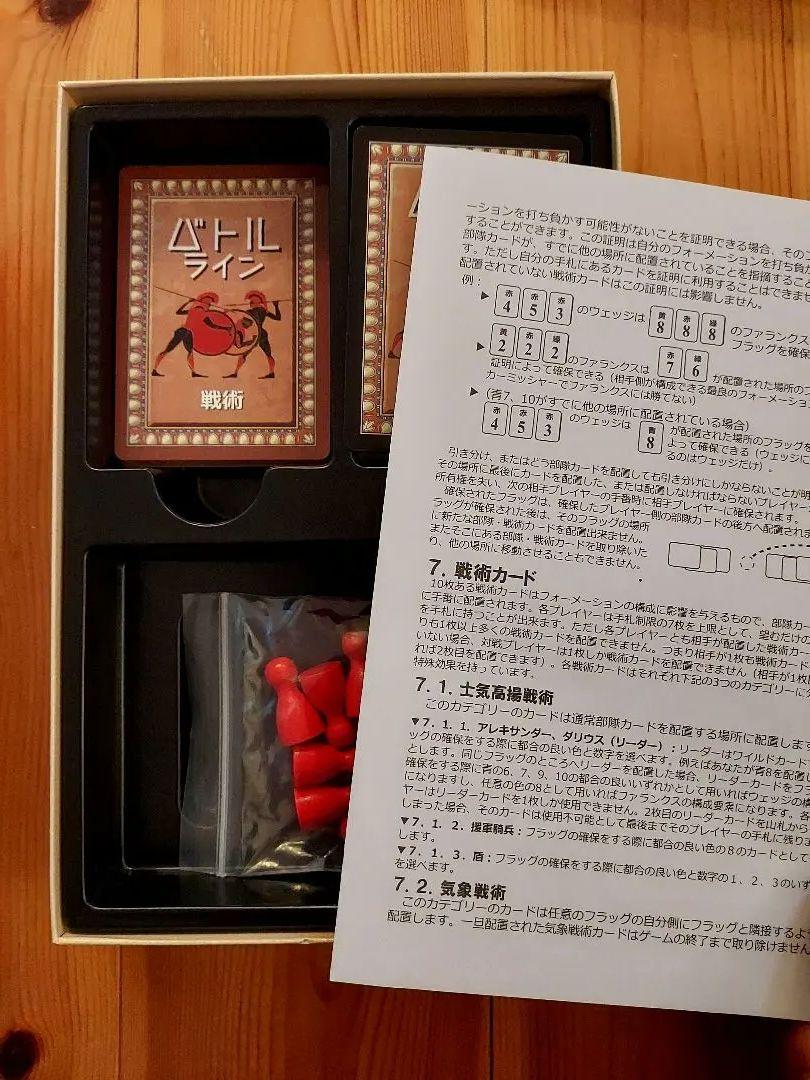 バトル
ライン
戦術
ーションを打ち負かす可能性がないことを証明できる場合、そのフ
することができます。この証明は自分のフォーメーションを打ち負か
部隊カードが、すでに他の場所に配置されていることを指摘すること
す。ただし自分の手札にあるカードを証明に利用することはできませ
配置されていない戦術カードはこの証明には影響しません。
例：
▶ 赤4 赤5 赤3 のウェッジは 黄8 赤8 緑8 のファランクス
フラッグを確保
▶ 黄2 赤2 緑2 のファランクスは 赤7 緑6 が配置された場所のフ
証明によって確保できる（相手側が構成できる最良のフォーメーション
カーミッシャーでファランクスには勝てない）
▶ （青7、10がすでに他の場所に配置されている場合）
赤4 赤5 赤3 のウェッジは 青8 が配置された場所のフラッグを
よって確保できる（ウェッジに
るのはウェッジだけ）。
引き分け、またはどう部隊カードを配置しても引き分けにしかならないことが明
その場所に最後にカードを配置した、または配置しなければならないプレイヤー
所有権を失い、次の相手プレイヤーの手番時に相手プレイヤーに確保されます。
確保されたフラッグは、確保したプレイヤー側の部隊カードの後方へ配置されま
ラッグが確保された後は、そのフラッグの場所
に新たな部隊・戦術カードを配置出来ません。
またそこにある部隊・戦術カードを取り除いた
り、他の場所に移動させることもできません。
7. 戦術カード
10枚ある戦術カードはフォーメーションの構成に影響を与えるもので、部隊カー
に手番に配置されます。各プレイヤーは手札制限の7枚を上限として、望むだけの
を手札に持つことが出来ます。ただし各プレイヤーとも相手が配置した戦術カー
りも1枚以上多くの戦術カードを配置できません。つまり相手が1枚も戦術カード
いない場合、対戦プレイヤーは1枚しか戦術カードを配置できません（相手が1枚
れば2枚目を配置できます）。各戦術カードはそれぞれ下記の3つのカテゴリーに
特殊効果を持っています。
7. 1. 士気高揚戦術
このカテゴリーのカードは通常部隊カードを配置する場所に配置しま
▼7. 1. 1. アレキサンダー、ダリウス（リーダー）：リーダーはワイルドカード
ッグの確保をする際に都合の良い色と数字を選べます。例えばあなたが青8を配置
とします。同じフラッグのところへリーダーを配置した場合、リーダーカードをフラ
確保をする際に青の6、7、9、10の都合の良いいずれかとして用いればウェッジの構
になりますし、任意の色の8として用いればファランクスの構成要素になります。各
ヤーはリーダーカードを1枚しか使用できません。2枚目のリーダーカードを山札から
しまった場合、そのカードは使用不可能として最後までそのプレイヤーの手札に残りま
▼7. 1. 2. 援軍騎兵：フラッグの確保をする際に都合の良い色の8のカードとして
します。
▼7. 1. 3. 盾：フラッグの確保をする際に都合の良い色と数字の1、2、3のいず
を選べます。
7. 2. 気象戦術
このカテゴリーのカードは任意のフラッグの自分側にフラッグと隣接するよ
配置します。一旦配置された気象戦術カードはゲームの終了まで取り除けません